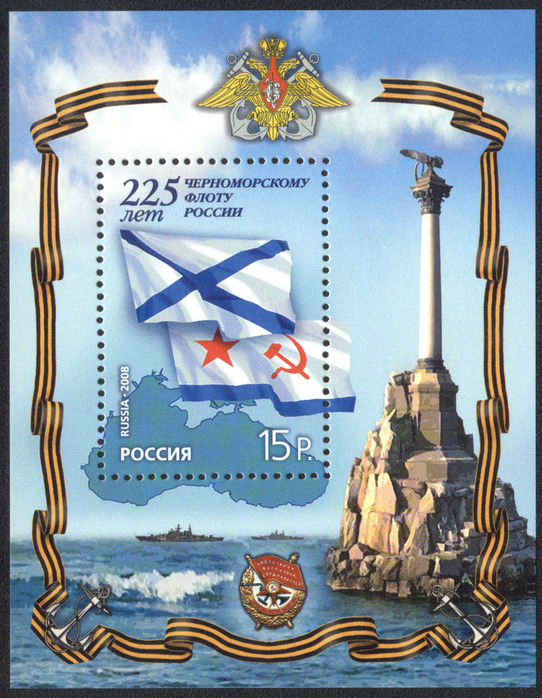 225 ЧЕРНОМОРСКОМУ
лет ФЛОТУ
РОССИИ
RUSSIA • 2008
РОССИЯ 15 Р.